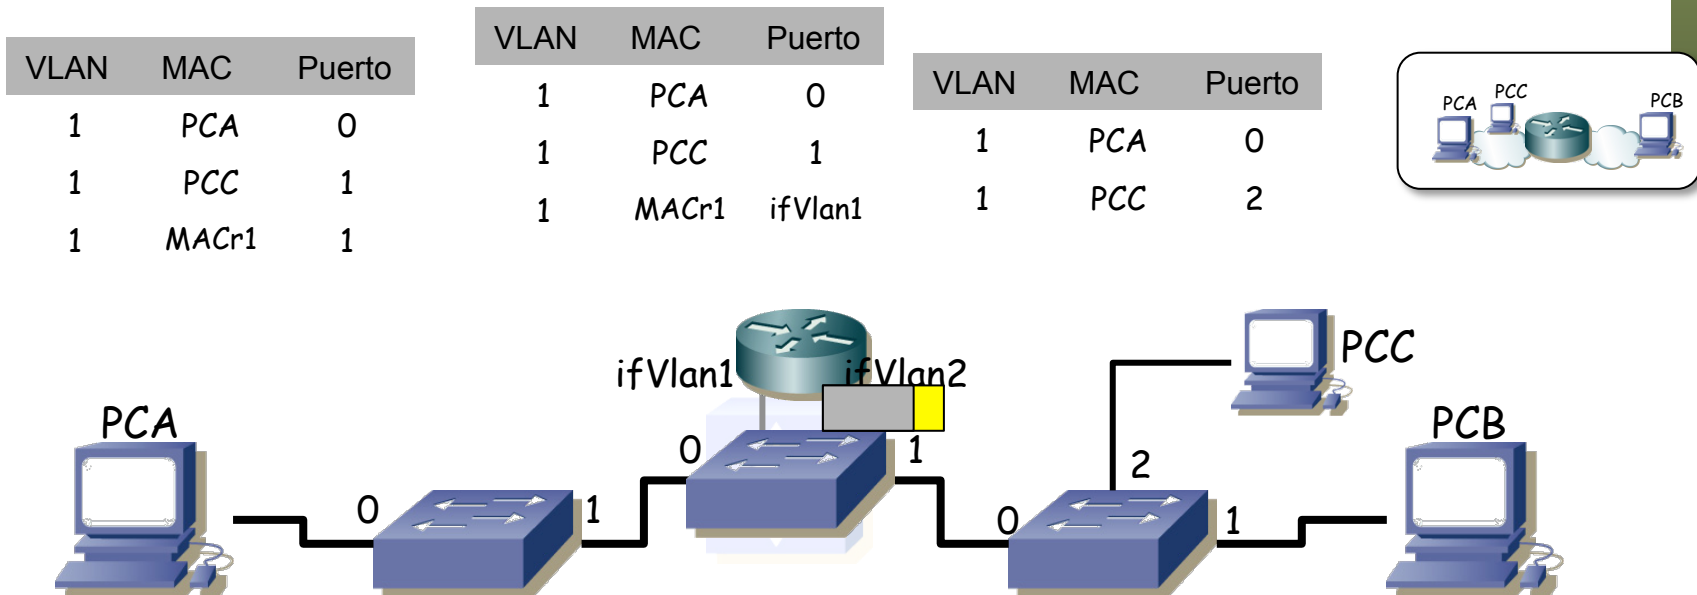 VLAN MAC Puerto
1 PCA 0
1 PCC 1
1 MACr1 1
VLAN MAC Puerto
1 PCA 0
1 PCC 1
1 MACr1 ifVlan1
VLAN MAC Puerto
1 PCA 0
1 PCC 2
PCA PCC PCB
ifVlan1 ifVlan2
PCC
PCA
PCB
0 1
2
0 1
0 1